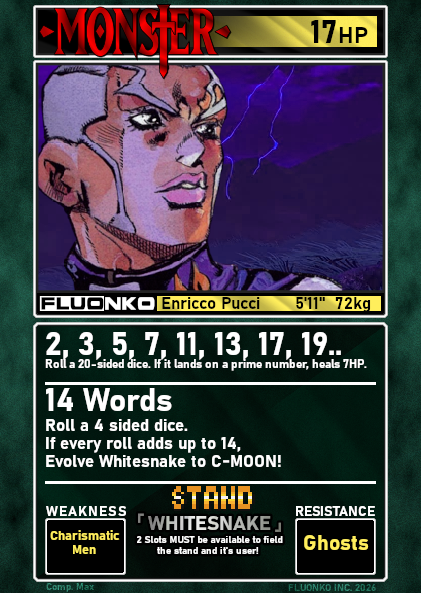 MONSTER
17HP
FLUONKO
Enricco Pucci 5'11" 72kg
2, 3, 5, 7, 11, 13, 17, 19..
Roll a 20-sided dice. If it lands on a prime number, heals 7HP.
14 Words
Roll a 4 sided dice.
If every roll adds up to 14,
Evolve Whitesnake to C-MOON!
STAND
「WHITESNAKE」
2 Slots MUST be available to field
the stand and it's user!
WEAKNESS
Charismatic
Men
RESISTANCE
Ghosts
Comp. Max
FLUONKO INC. 2026